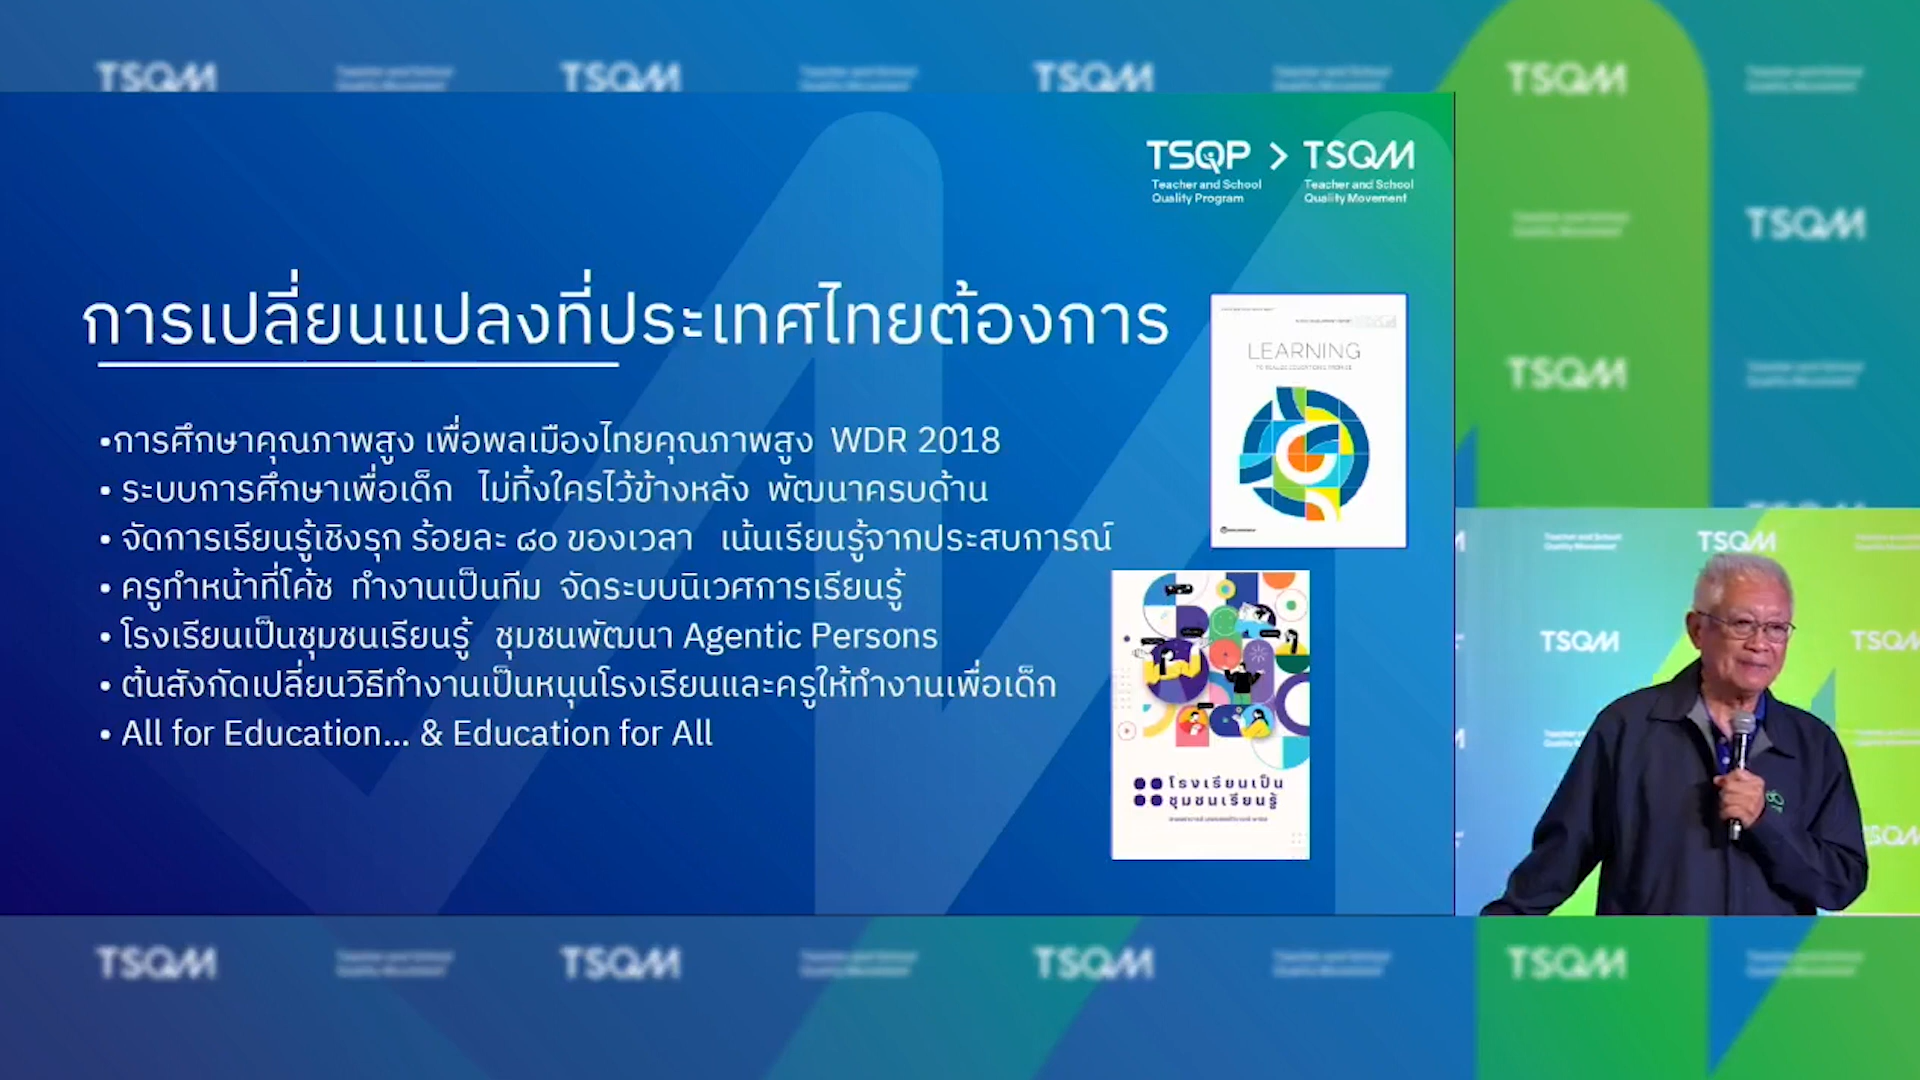 TSQM TSQM TSQM TSQM
TSQP > TSQM
Teacher and School Quality Program
Teacher and School Quality Movement
TSQM
การเปลี่ยนแปลงที่ประเทศไทยต้องการ
LEARNING
TSQM
•การศึกษาคุณภาพสูง เพื่อพลเมืองไทยคุณภาพสูง WDR 2018
• ระบบการศึกษาเพื่อเด็ก ไม่ทิ้งใครไว้ข้างหลัง พัฒนาครบด้าน
• จัดการเรียนรู้เชิงรุก ร้อยละ ๘๐ ของเวลา เน้นเรียนรู้จากประสบการณ์
• ครูทำหน้าที่โค้ช ทำงานเป็นทีม จัดระบบนิเวศการเรียนรู้
• โรงเรียนเป็นชุมชนเรียนรู้ ชุมชนพัฒนา Agentic Persons
• ต้นสังกัดเปลี่ยนวิธีทำงานเป็นหนุนโรงเรียนและครูให้ทำงานเพื่อเด็ก
• All for Education... & Education for All
โรงเรียนเป็น
ชุมชนเรียนรู้
TSQM
TSQM TSQM
TSQM TSQM TSQM TSQM